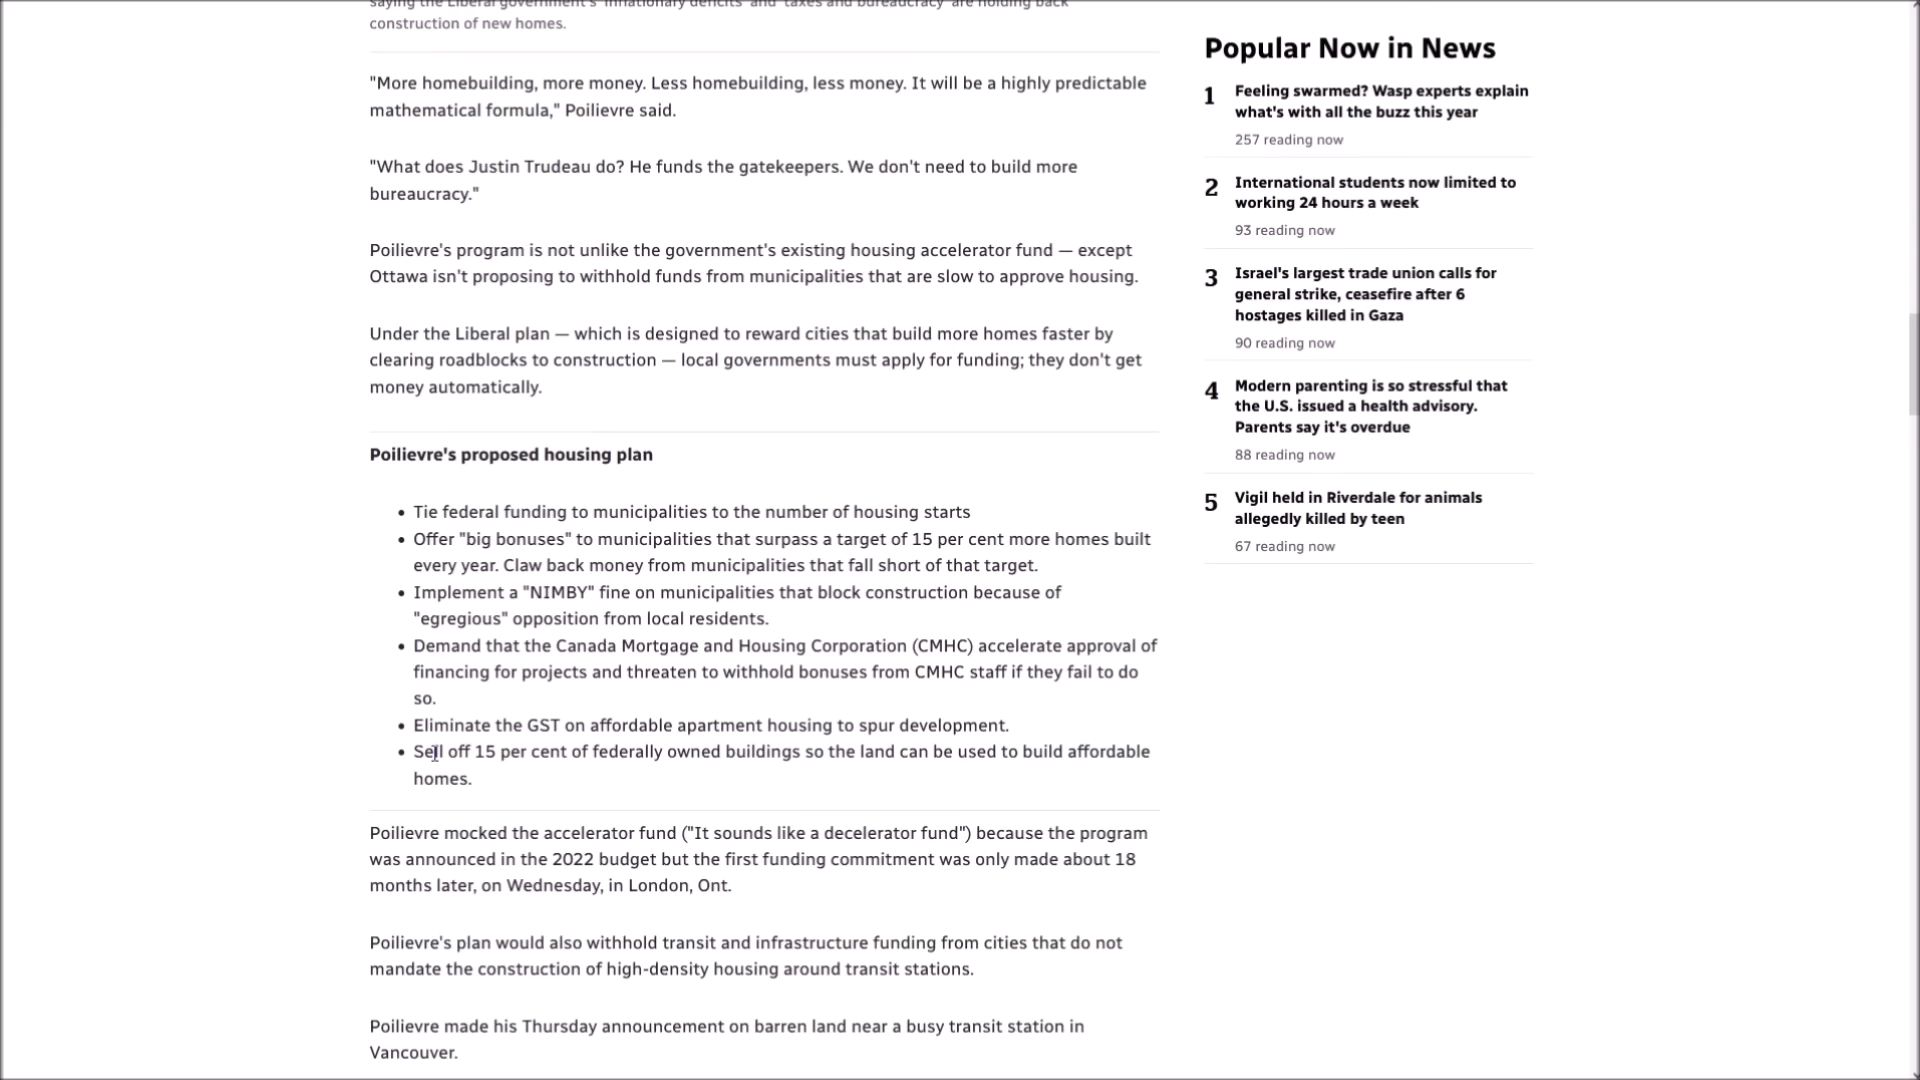 saying the Liberal government's "inflationary deficits" and "taxes and bureaucracy" are holding back
construction of new homes.
"More homebuilding, more money. Less homebuilding, less money. It will be a highly predictable
mathematical formula," Poilievre said.
"What does Justin Trudeau do? He funds the gatekeepers. We don't need to build more
bureaucracy."
Poilievre's program is not unlike the government's existing housing accelerator fund — except
Ottawa isn't proposing to withhold funds from municipalities that are slow to approve housing.
Under the Liberal plan — which is designed to reward cities that build more homes faster by
clearing roadblocks to construction — local governments must apply for funding; they don't get
money automatically.
Poilievre's proposed housing plan
• Tie federal funding to municipalities to the number of housing starts
• Offer "big bonuses" to municipalities that surpass a target of 15 per cent more homes built
every year. Claw back money from municipalities that fall short of that target.
• Implement a "NIMBY" fine on municipalities that block construction because of
"egregious" opposition from local residents.
• Demand that the Canada Mortgage and Housing Corporation (CMHC) accelerate approval of
financing for projects and threaten to withhold bonuses from CMHC staff if they fail to do
so.
• Eliminate the GST on affordable apartment housing to spur development.
• Sell off 15 per cent of federally owned buildings so the land can be used to build affordable
homes.
Poilievre mocked the accelerator fund ("It sounds like a decelerator fund") because the program
was announced in the 2022 budget but the first funding commitment was only made about 18
months later, on Wednesday, in London, Ont.
Poilievre's plan would also withhold transit and infrastructure funding from cities that do not
mandate the construction of high-density housing around transit stations.
Poilievre made his Thursday announcement on barren land near a busy transit station in
Vancouver.
Popular Now in News
1 Feeling swarmed? Wasp experts explain
what's with all the buzz this year
257 reading now
2 International students now limited to
working 24 hours a week
93 reading now
3 Israel's largest trade union calls for
general strike, ceasefire after 6
hostages killed in Gaza
90 reading now
4 Modern parenting is so stressful that
the U.S. issued a health advisory.
Parents say it's overdue
88 reading now
5 Vigil held in Riverdale for animals
allegedly killed by teen
67 reading now